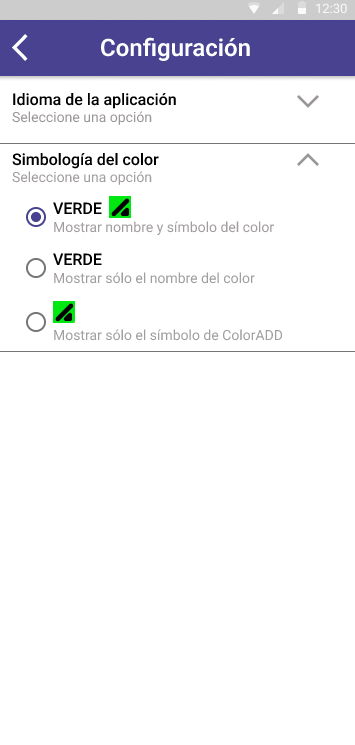 12:30
Configuración
Idioma de la aplicación
Seleccione una opción
Simbología del color
Seleccione una opción
VERDE
Mostrar nombre y símbolo del color
VERDE
Mostrar sólo el nombre del color
Mostrar sólo el símbolo de ColorADD